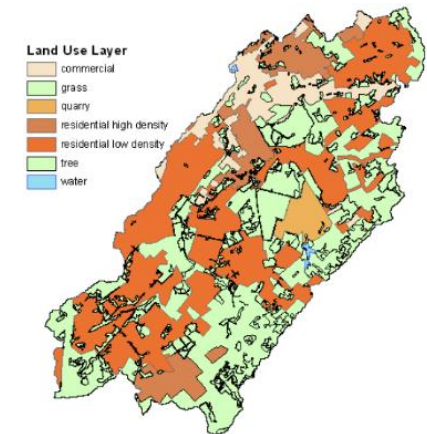 Land Use Layer
commercial
grass
quarry
residential high density
residential low density
tree
water